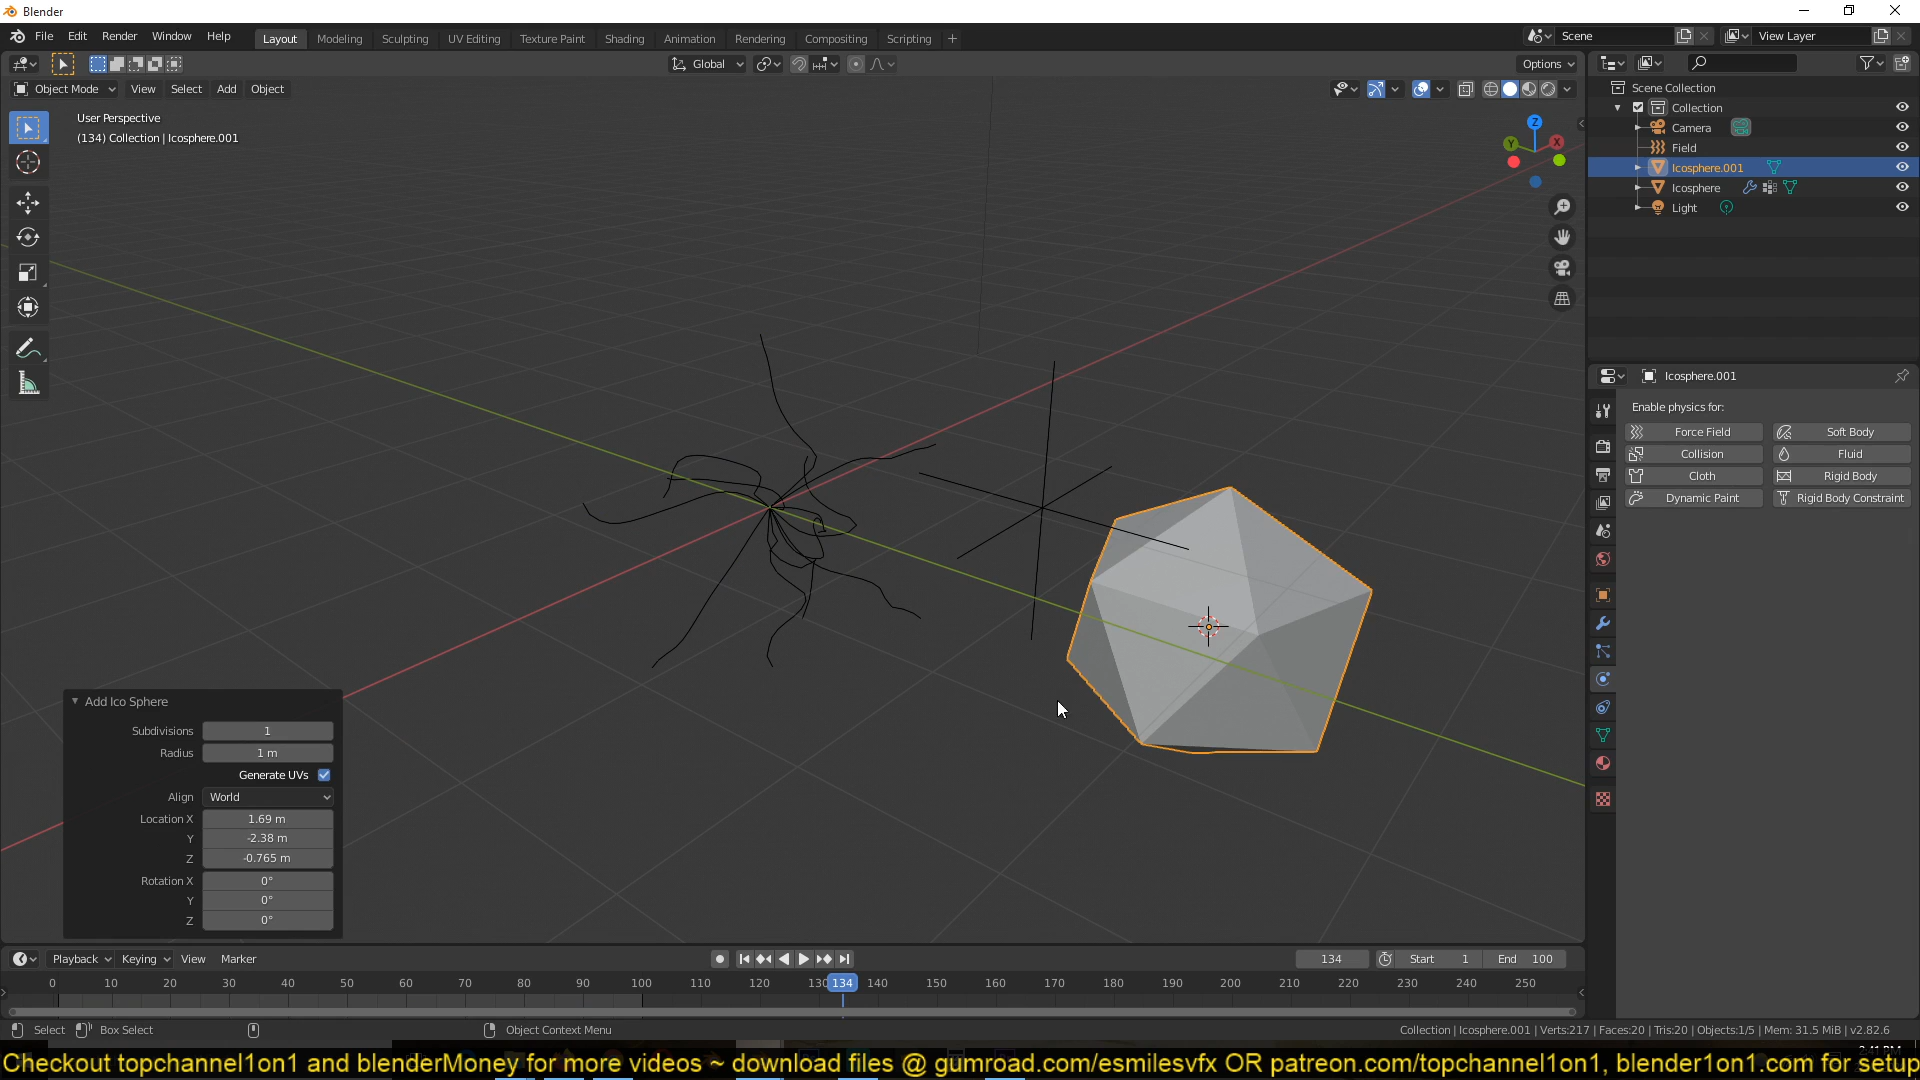 Blender
File Edit Render Window Help
Layout Modeling Sculpting UV Editing Texture Paint Shading Animation Rendering Compositing Scripting +
Scene
View Layer
Global
Options
Object Mode View Select Add Object
User Perspective
(134) Collection | Icosphere.001
Z
Y
X
Scene Collection
Collection
Camera
Field
Icosphere.001
Icosphere
Light
Icosphere.001
Enable physics for:
Force Field Soft Body
Collision Fluid
Cloth Rigid Body
Dynamic Paint Rigid Body Constraint
Add Ico Sphere
Subdivisions 1
Radius 1 m
Generate UVs
Align World
Location X 1.69 m
Y -2.38 m
Z -0.765 m
Rotation X 0°
Y 0°
Z 0°
Playback Keying View Marker
134 Start 1 End 100
0 10 20 30 40 50 60 70 80 90 100 110 120 130 134 140 150 160 170 180 190 200 210 220 230 240 250
Select Box Select Object Context Menu
Collection | Icosphere.001 | Verts:217 | Faces:20 | Tris:20 | Objects:1/5 | Mem: 31.5 MiB | v2.82.6
2:41 PM
Checkout topchannel1on1 and blenderMoney for more videos ~ download files @ gumroad.com/esmilesvfx OR patreon.com/topchannel1on1, blender1on1.com for setup